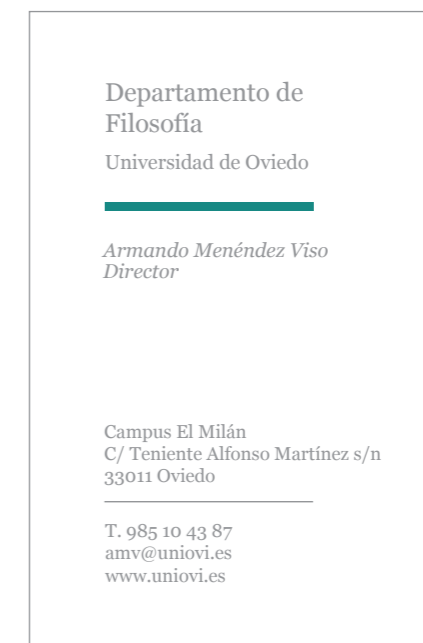 Departamento de
Filosofía
Universidad de Oviedo
Armando Menéndez Viso
Director
Campus El Milán
C/ Teniente Alfonso Martínez s/n
33011 Oviedo
T. 985 10 43 87
amv@uniovi.es
www.uniovi.es